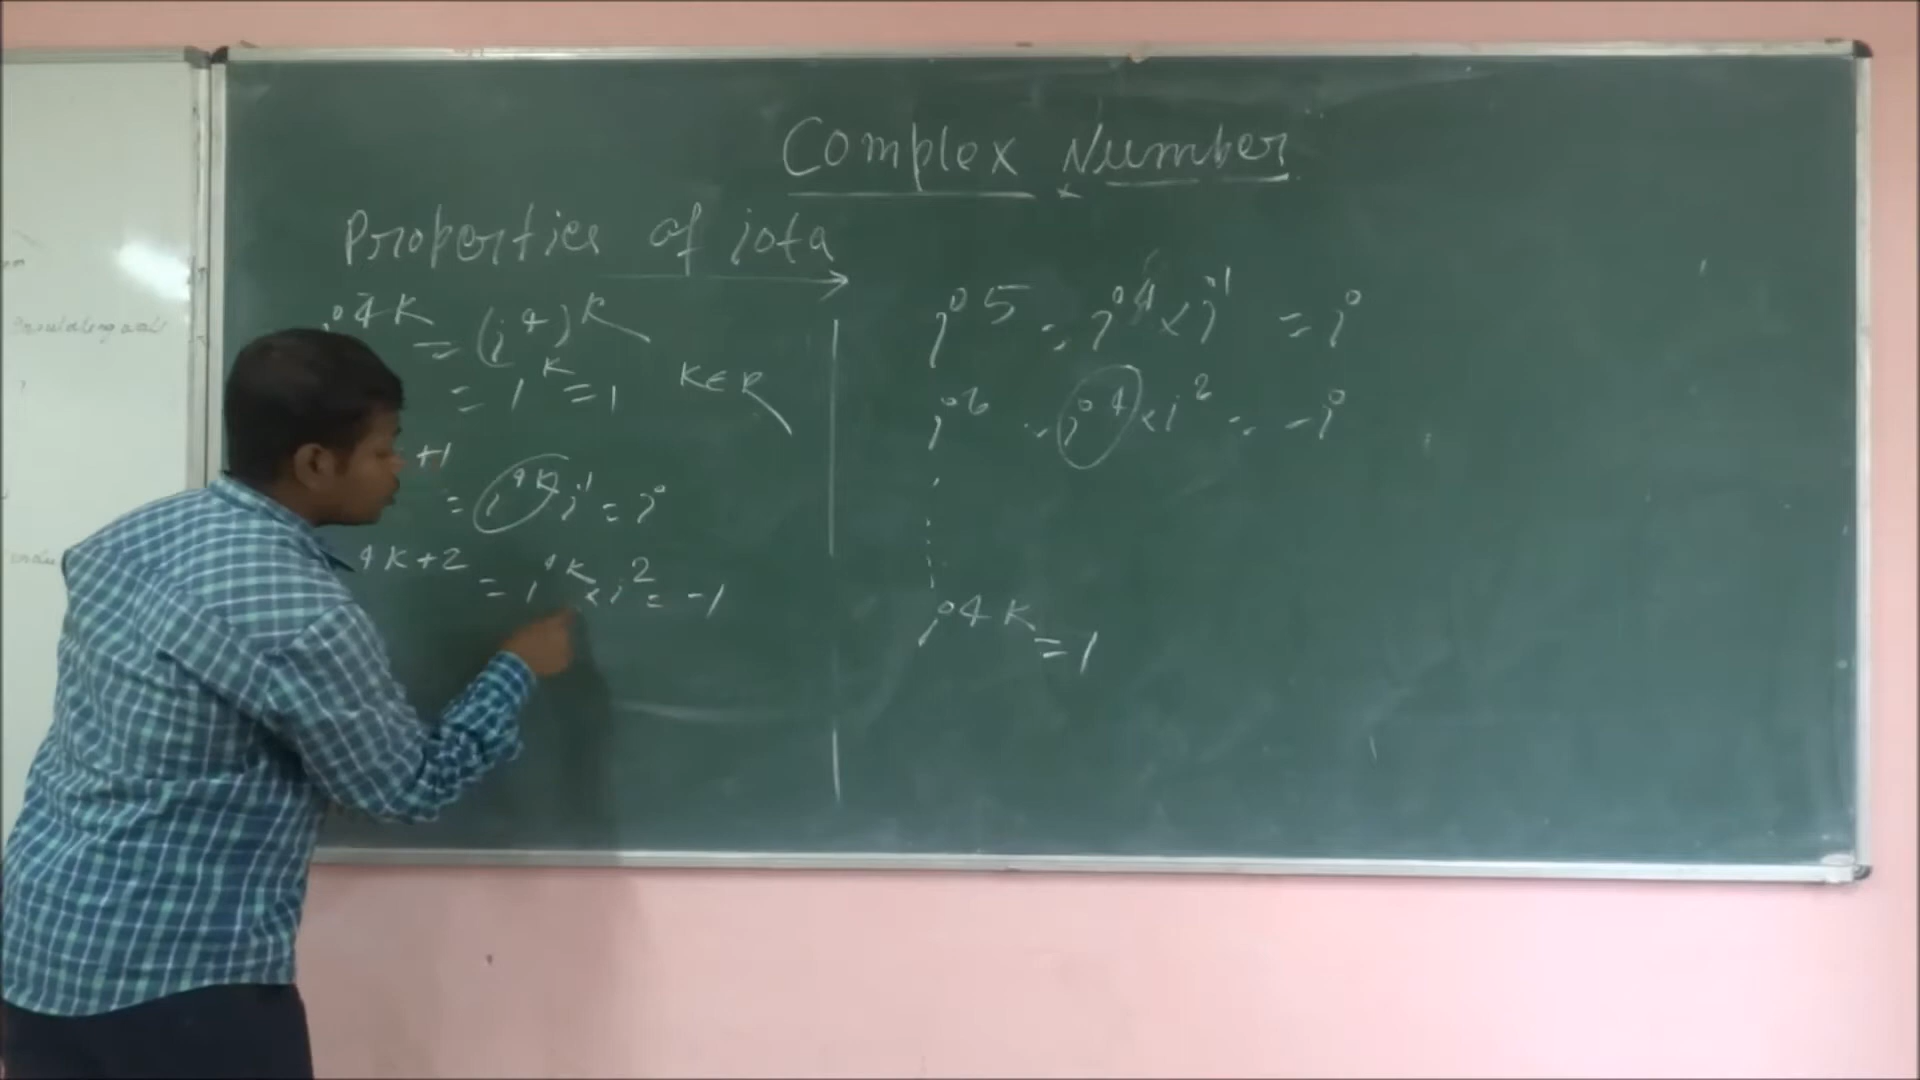 Complex Number
Properties of iota
i4K = (i4)K
= 1K = 1 K∈R
+1
= i4K i1 = i
4K+2 = i4K × i2 = -1
i5 = i4 × i1 = i
i6 = i4 × i2 = -i
i4K = 1